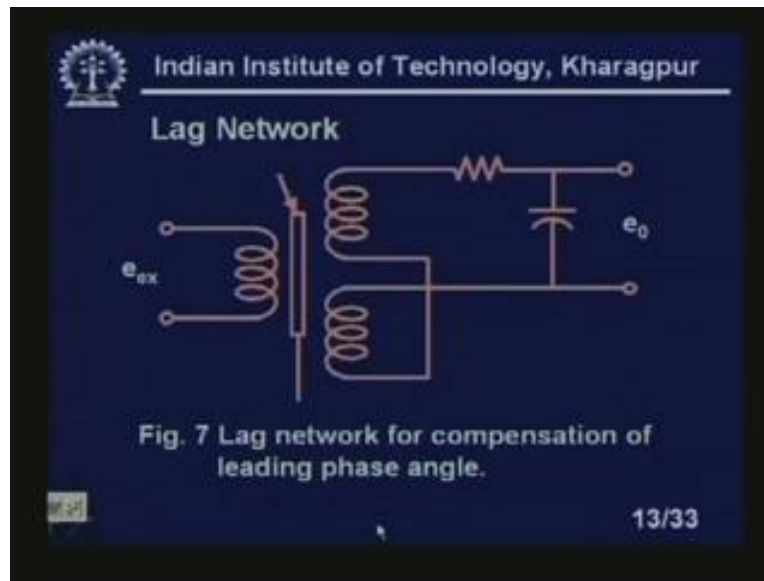 Indian Institute of Technology, Kharagpur
Lag Network
e_ex
e_0
Fig. 7 Lag network for compensation of
leading phase angle.
13/33